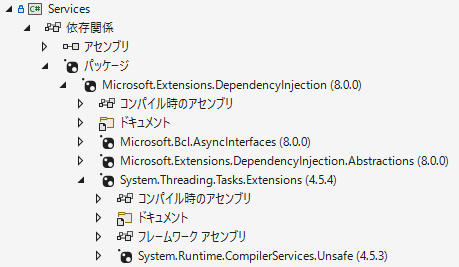 C# Services
依存関係
アセンブリ
パッケージ
Microsoft.Extensions.DependencyInjection (8.0.0)
コンパイル時のアセンブリ
ドキュメント
Microsoft.Bcl.AsyncInterfaces (8.0.0)
Microsoft.Extensions.DependencyInjection.Abstractions (8.0.0)
System.Threading.Tasks.Extensions (4.5.4)
コンパイル時のアセンブリ
ドキュメント
フレームワーク アセンブリ
System.Runtime.CompilerServices.Unsafe (4.5.3)